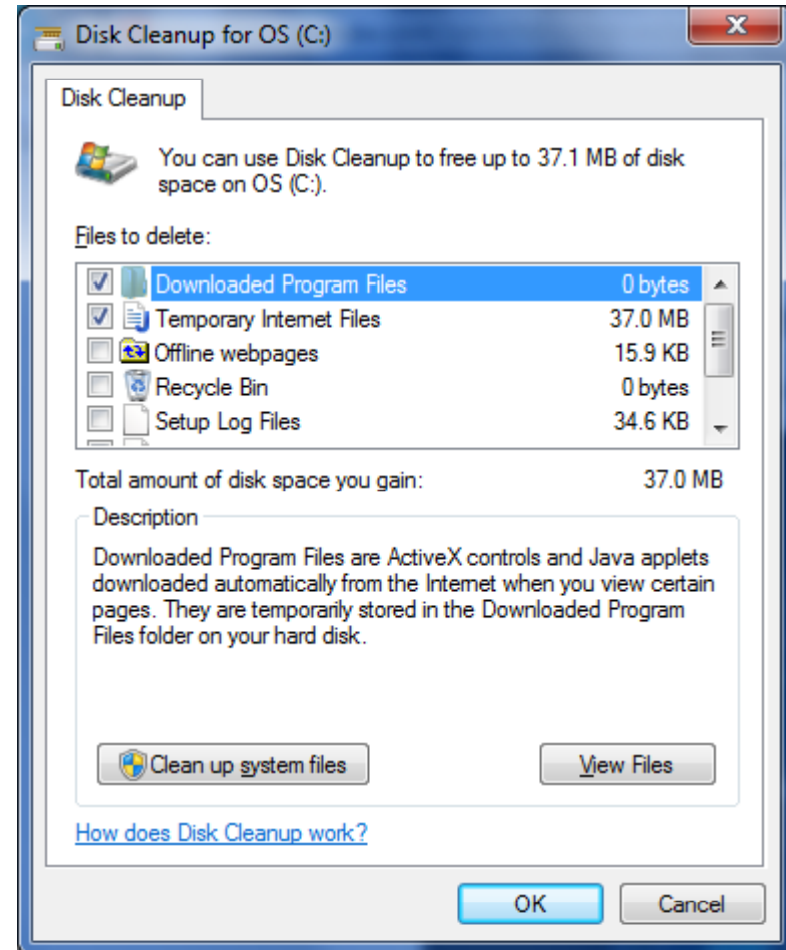 Disk Cleanup for OS (C:)
Disk Cleanup
You can use Disk Cleanup to free up to 37.1 MB of disk
space on OS (C:).
Files to delete:
Downloaded Program Files 0 bytes
Temporary Internet Files 37.0 MB
Offline webpages 15.9 KB
Recycle Bin 0 bytes
Setup Log Files 34.6 KB
Total amount of disk space you gain: 37.0 MB
Description
Downloaded Program Files are ActiveX controls and Java applets
downloaded automatically from the Internet when you view certain
pages. They are temporarily stored in the Downloaded Program
Files folder on your hard disk.
Clean up system files
View Files
How does Disk Cleanup work?
OK
Cancel